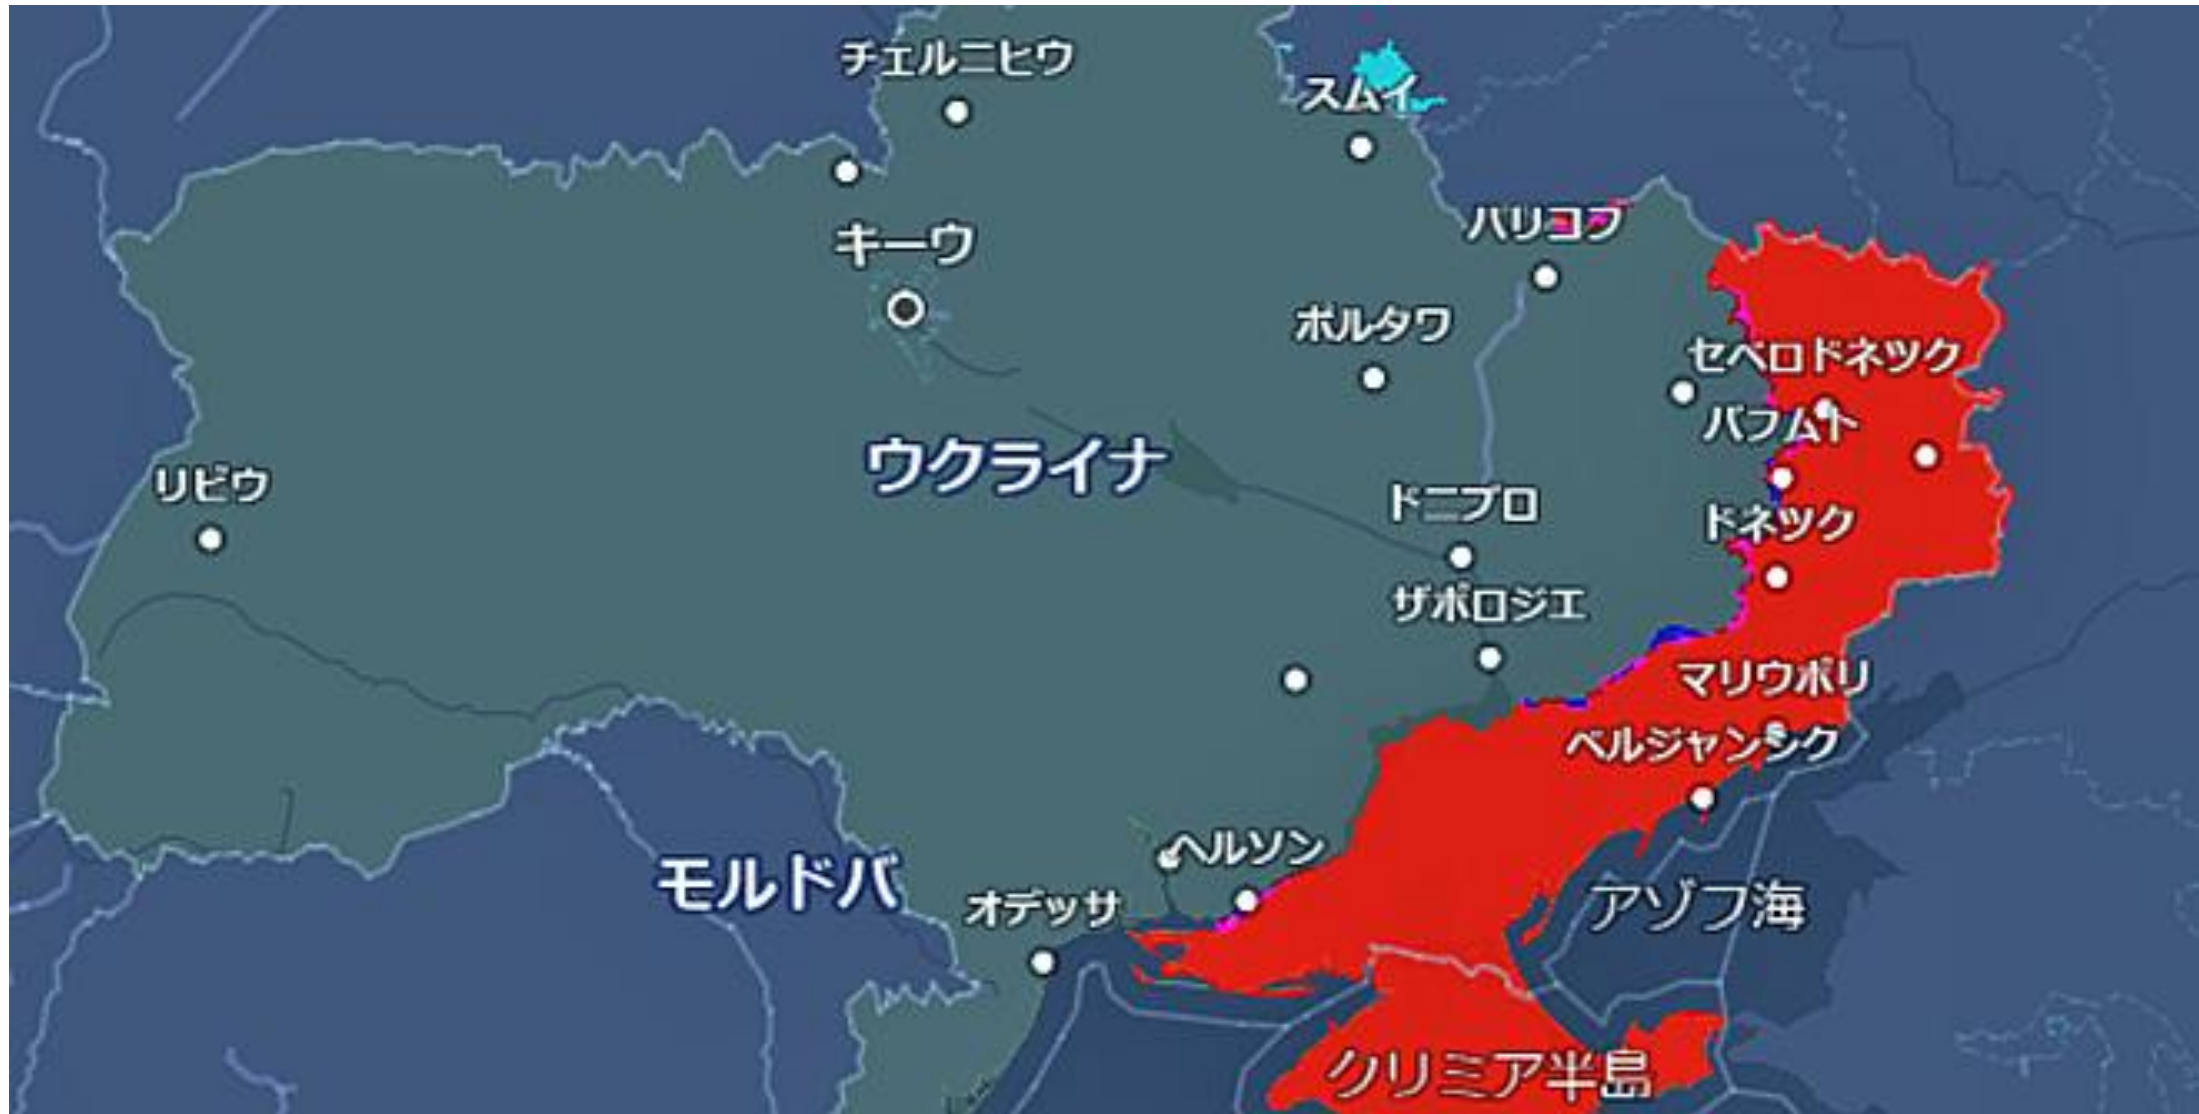 チェルニヒウ
スムイ
ハリコフ
キーウ
ポルタワ
セベロドネツク
バフムト
ウクライナ
リビウ
ドニプロ
ドネツク
ザポロジエ
マリウポリ
ベルジャンシク
ヘルソン
モルドバ
オデッサ
アゾフ海
クリミア半島